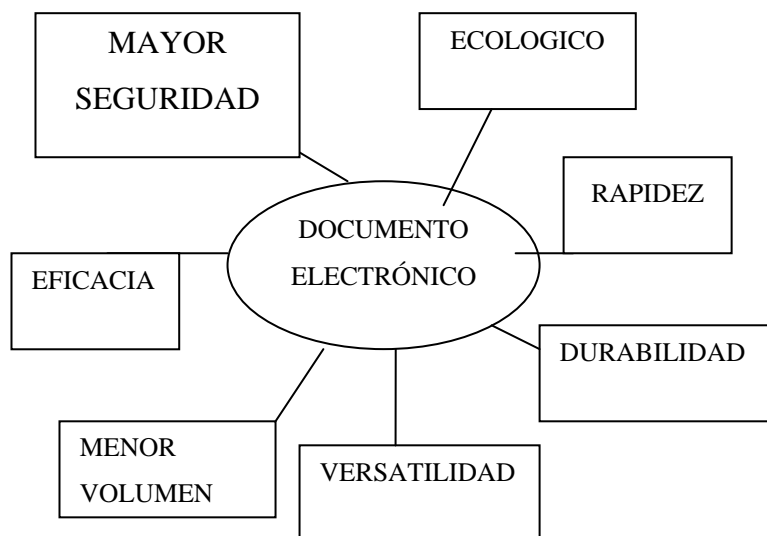 MAYOR
SEGURIDAD
ECOLOGICO
RAPIDEZ
DOCUMENTO
ELECTRÓNICO
EFICACIA
DURABILIDAD
MENOR
VOLUMEN
VERSATILIDAD